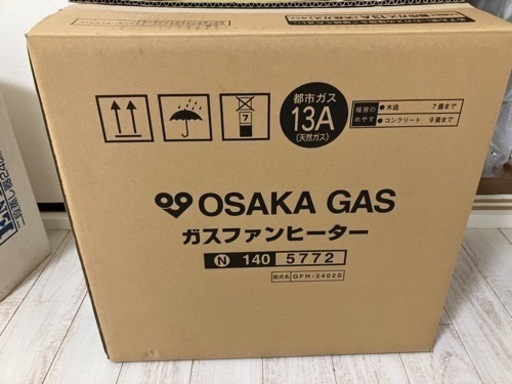 7
都市ガス
13A
(天然ガス)
暖房の
めやす
●木造 7畳まで
●コンクリート 9畳まで
OSAKA GAS
ガスファンヒーター
N 140 5772
型式名 GFH-2402S